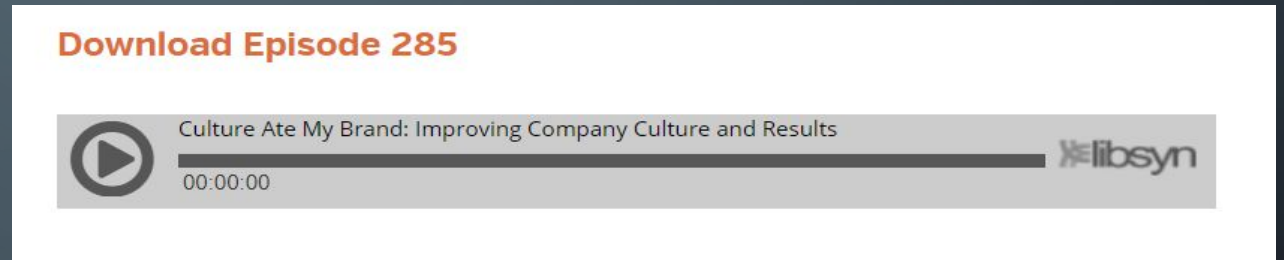 Download Episode 285
Culture Ate My Brand: Improving Company Culture and Results
libsyn
00:00:00